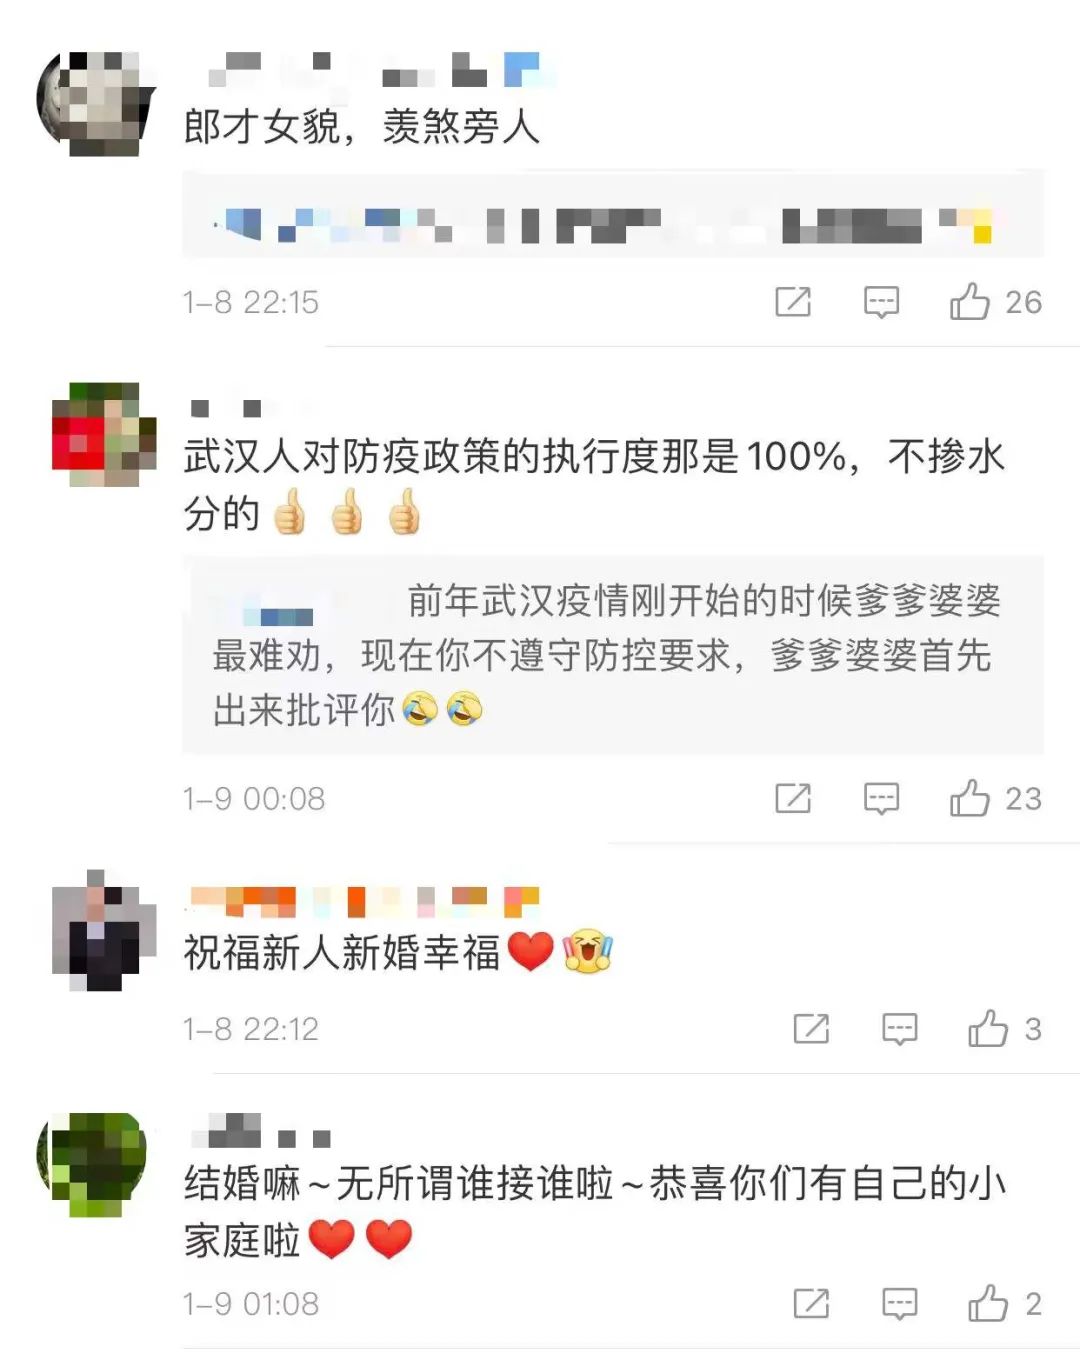 郎才女貌，羡煞旁人
1-8 22:15
26
武汉人对防疫政策的执行度那是100%，不掺水
分的👍👍👍
前年武汉疫情刚开始的时候爹爹婆婆
最难劝，现在你不遵守防控要求，爹爹婆婆首先
出来批评你🤣🤣
1-9 00:08
23
祝福新人新婚幸福❤️
1-8 22:12
3
结婚嘛~无所谓谁接谁啦~恭喜你们有自己的小
家庭啦❤️❤️
1-9 01:08
2